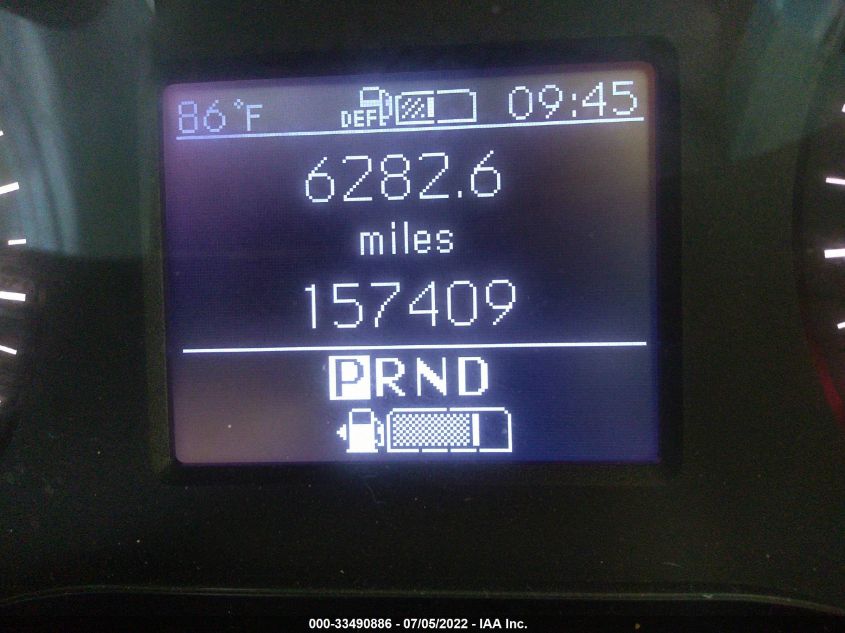 86°F DEF 09:45
6282.6
miles
157409
PRND
000-33490886 - 07/05/2022 - IAA Inc.